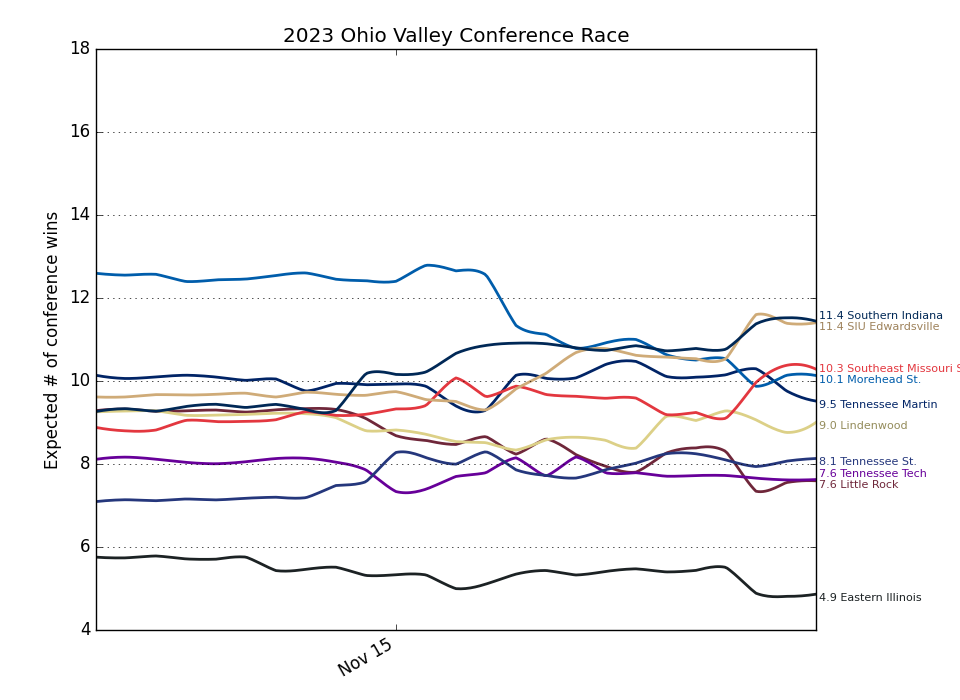 2023 Ohio Valley Conference Race
Expected # of conference wins
18
16
14
12
10
8
6
4
Nov 15
11.4 Southern Indiana
11.4 SIU Edwardsville
10.3 Southeast Missouri S
10.1 Morehead St.
9.5 Tennessee Martin
9.0 Lindenwood
8.1 Tennessee St.
7.6 Tennessee Tech
7.6 Little Rock
4.9 Eastern Illinois